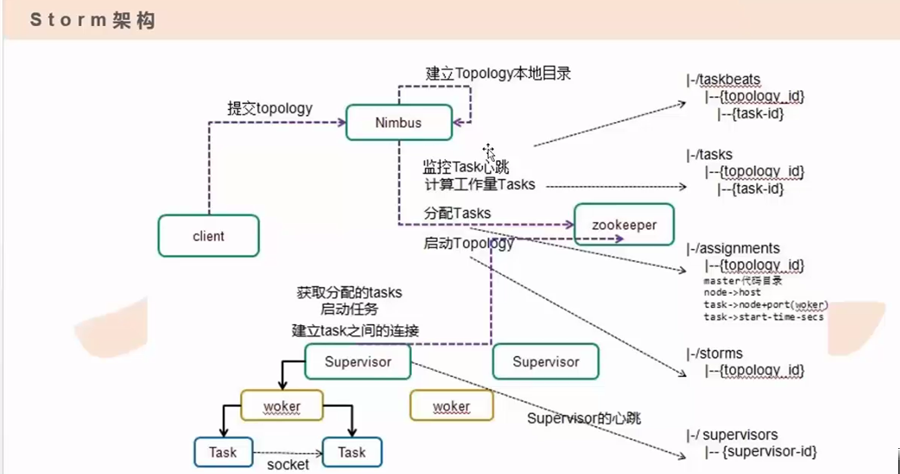 Storm架构
建立Topology本地目录
提交topology
Nimbus
监控Task心跳
计算工作量Tasks
分配Tasks
启动Topology
client
zookeeper
获取分配的tasks
启动任务
建立task之间的连接
Supervisor
Supervisor
woker
woker
Supervisor的心跳
Task
Task
socket
|-/taskbeats
|--{topology_id}
|--{task-id}
|-/tasks
|--{topology_id}
|--{task-id}
|-/assignments
|--{topology_id}
master代码目录
node->host
task->node+port(woker)
task->start-time-secs
|-/storms
|--{topology_id}
|-/ supervisors
|-- {supervisor-id}